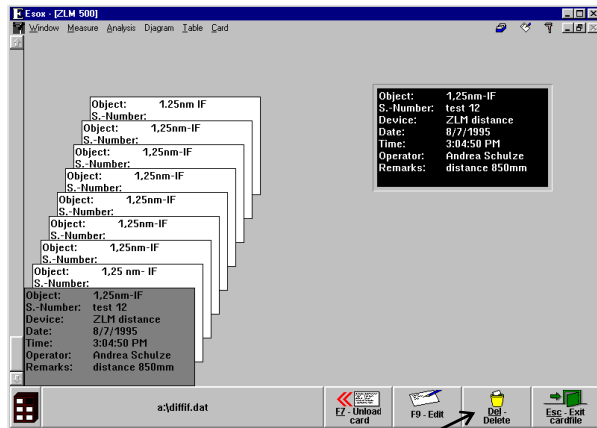 Esox - [ZLM 500]
Window Measure Analysis Djagram Table Card
Object: 1.25nm IF
S.-Number:
Object: 1,25nm-IF
S.-Number:
Object: 1,25nm-IF
S.-Number:
Object: 1,25nm-IF
S.-Number:
Object: 1,25nm-IF
S.-Number:
Object: 1,25nm-IF
S.-Number:
Object: 1,25nm-IF
S.-Number:
Object: 1,25 nm- IF
S.-Number:
Object: 1,25nm-IF
S.-Number: test 12
Device: ZLM distance
Date: 8/7/1995
Time: 3:04:50 PM
Operator: Andrea Schulze
Remarks: distance 850mm
Object: 1,25nm-IF
S.-Number: test 12
Device: ZLM distance
Date: 8/7/1995
Time: 3:04:50 PM
Operator: Andrea Schulze
Remarks: distance 850mm
a:\diffif.dat
F7 - Unload
card
F9 - Edit
Del -
Delete
Esc - Exit
cardfile